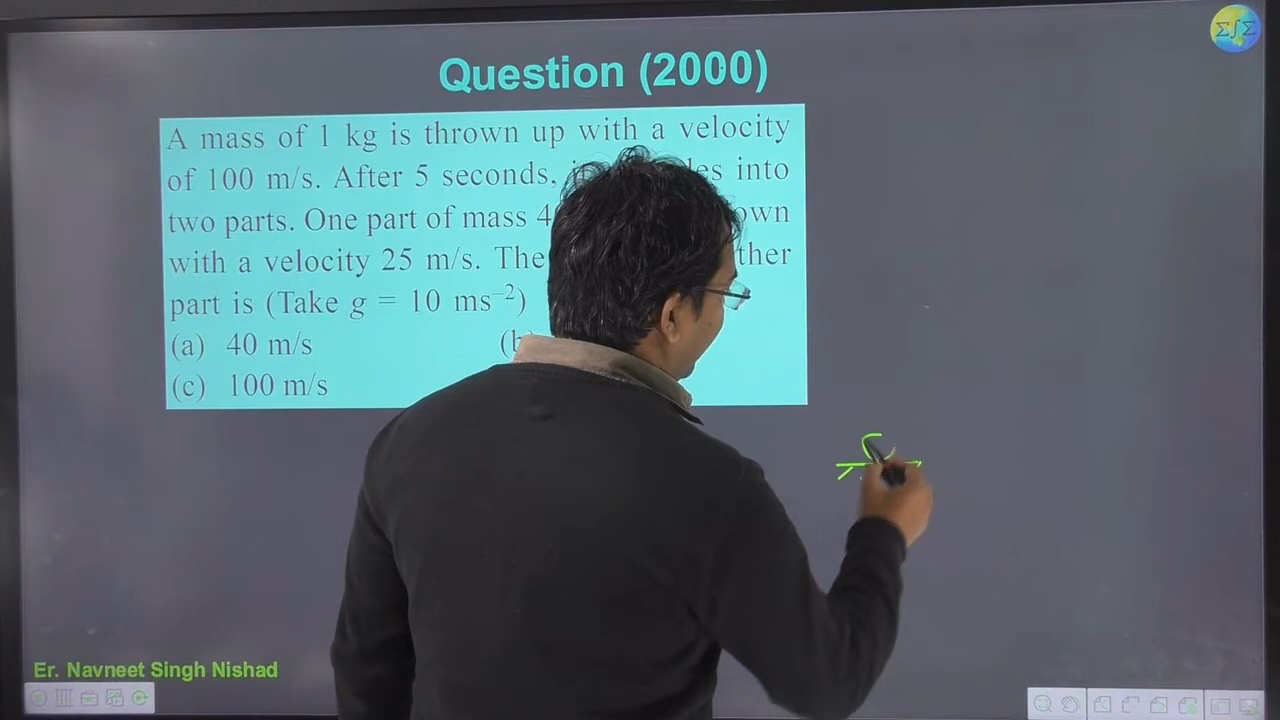 ΣʃΣ
Question (2000)
A mass of 1 kg is thrown up with a velocity
of 100 m/s. After 5 seconds, into
two parts. One part of mass
with a velocity 25 m/s. The
part is (Take g = 10 ms⁻²)
(a) 40 m/s
(c) 100 m/s
Er. Navneet Singh Nishad